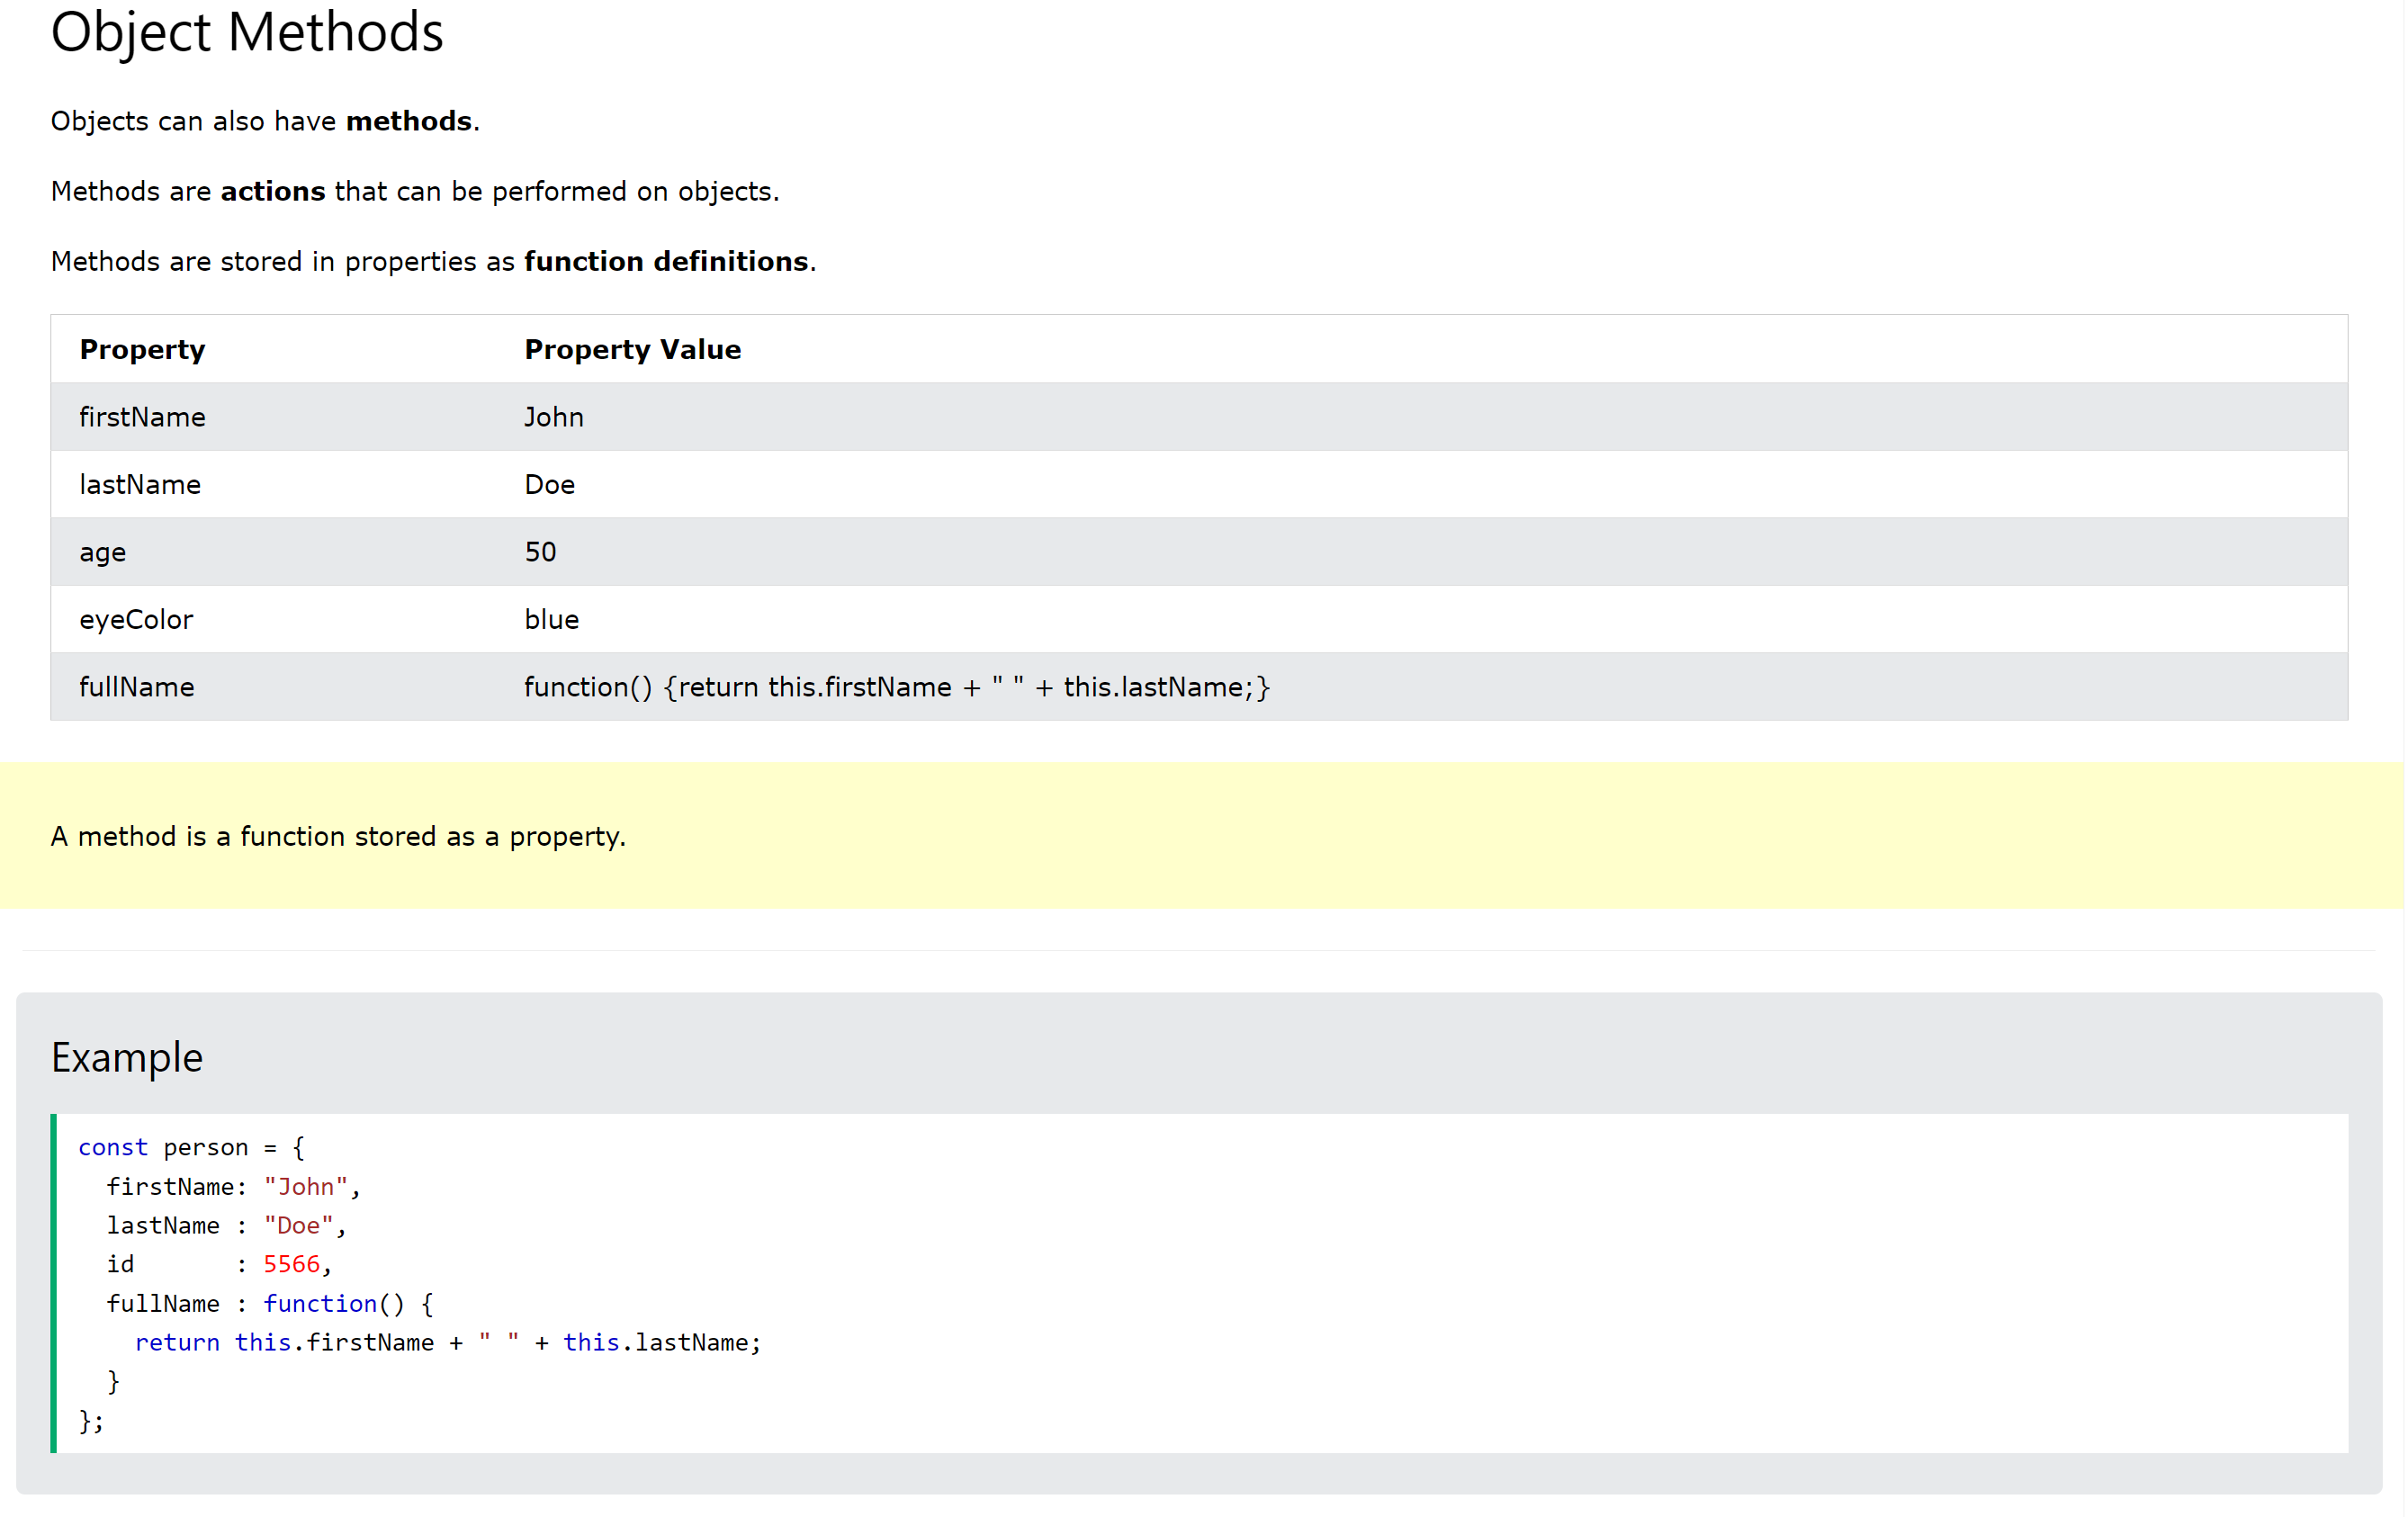 Object Methods
Objects can also have methods.
Methods are actions that can be performed on objects.
Methods are stored in properties as function definitions.
Property Property Value
firstName John
lastName Doe
age 50
eyeColor blue
fullName function() {return this.firstName + " " + this.lastName;}
A method is a function stored as a property.
Example
const person = {
  firstName: "John",
  lastName : "Doe",
  id       : 5566,
  fullName : function() {
    return this.firstName + " " + this.lastName;
  }
};